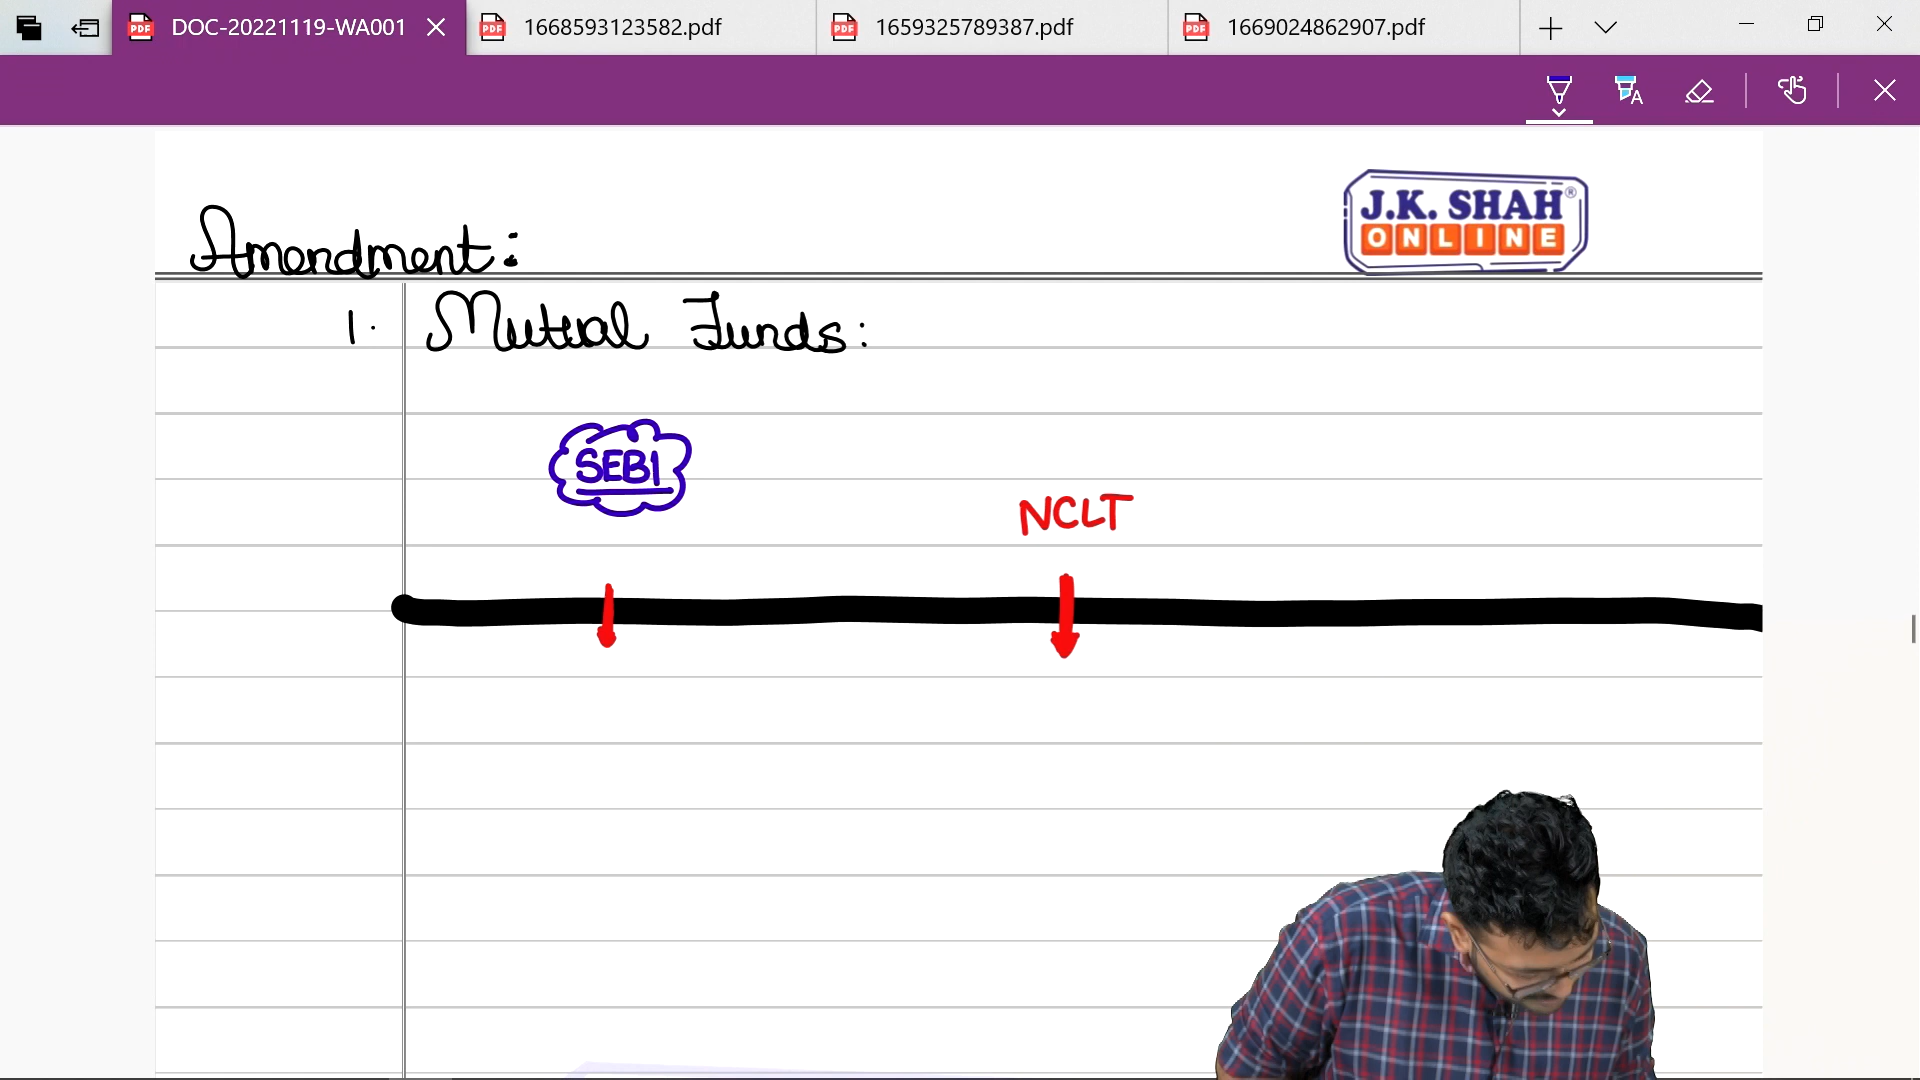 DOC-20221119-WA001 1668593123582.pdf 1659325789387.pdf 1669024862907.pdf
J.K. SHAH®
ONLINE
Amendment:
1. Mutual Funds:
SEBI
NCLT